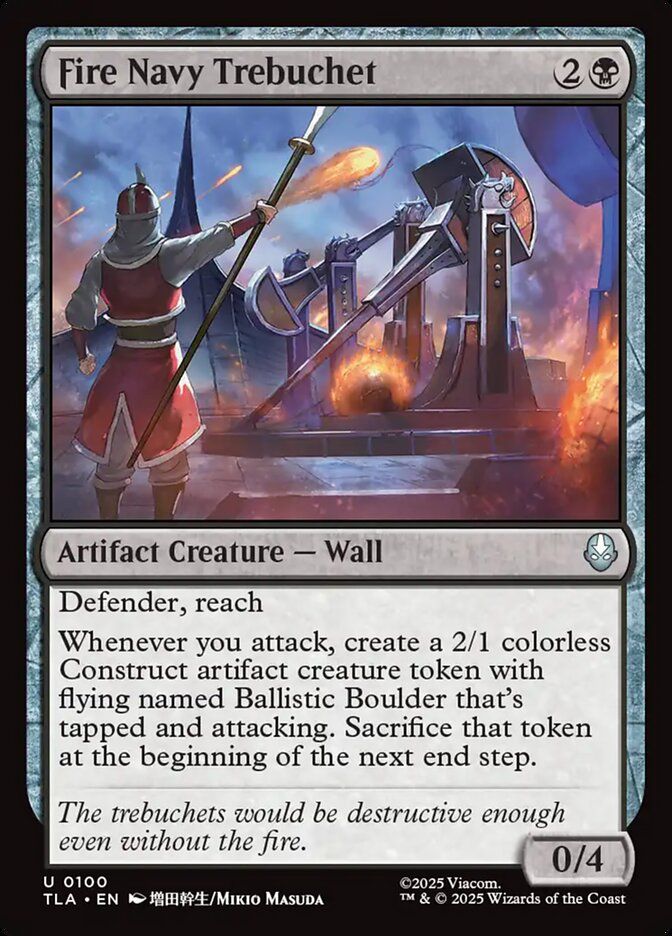 Fire Navy Trebuchet 2
Artifact Creature — Wall
Defender, reach
Whenever you attack, create a 2/1 colorless
Construct artifact creature token with
flying named Ballistic Boulder that's
tapped and attacking. Sacrifice that token
at the beginning of the next end step.
The trebuchets would be destructive enough
even without the fire.
0/4
U 0100
TLA • EN 増田幹生/Mikio Masuda
©2025 Viacom.
™ & © 2025 Wizards of the Coast